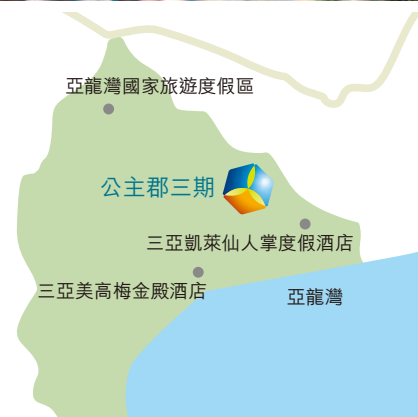 亞龍灣國家旅遊度假區
公主郡三期
三亞凱萊仙人掌度假酒店
三亞美高梅金殿酒店
亞龍灣